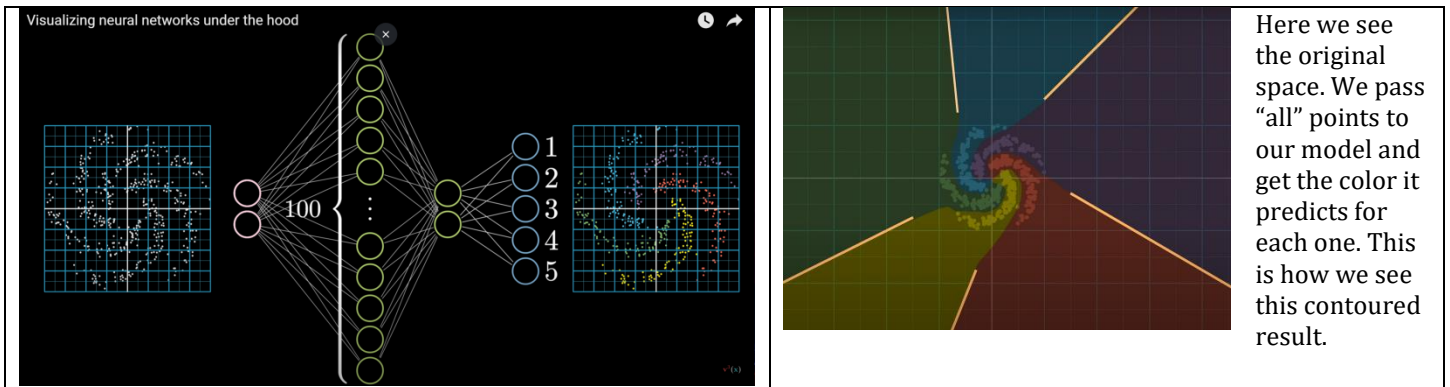 Visualizing neural networks under the hood
100
1
2
3
4
5
Here we see
the original
space. We pass
“all” points to
our model and
get the color it
predicts for
each one. This
is how we see
this contoured
result.